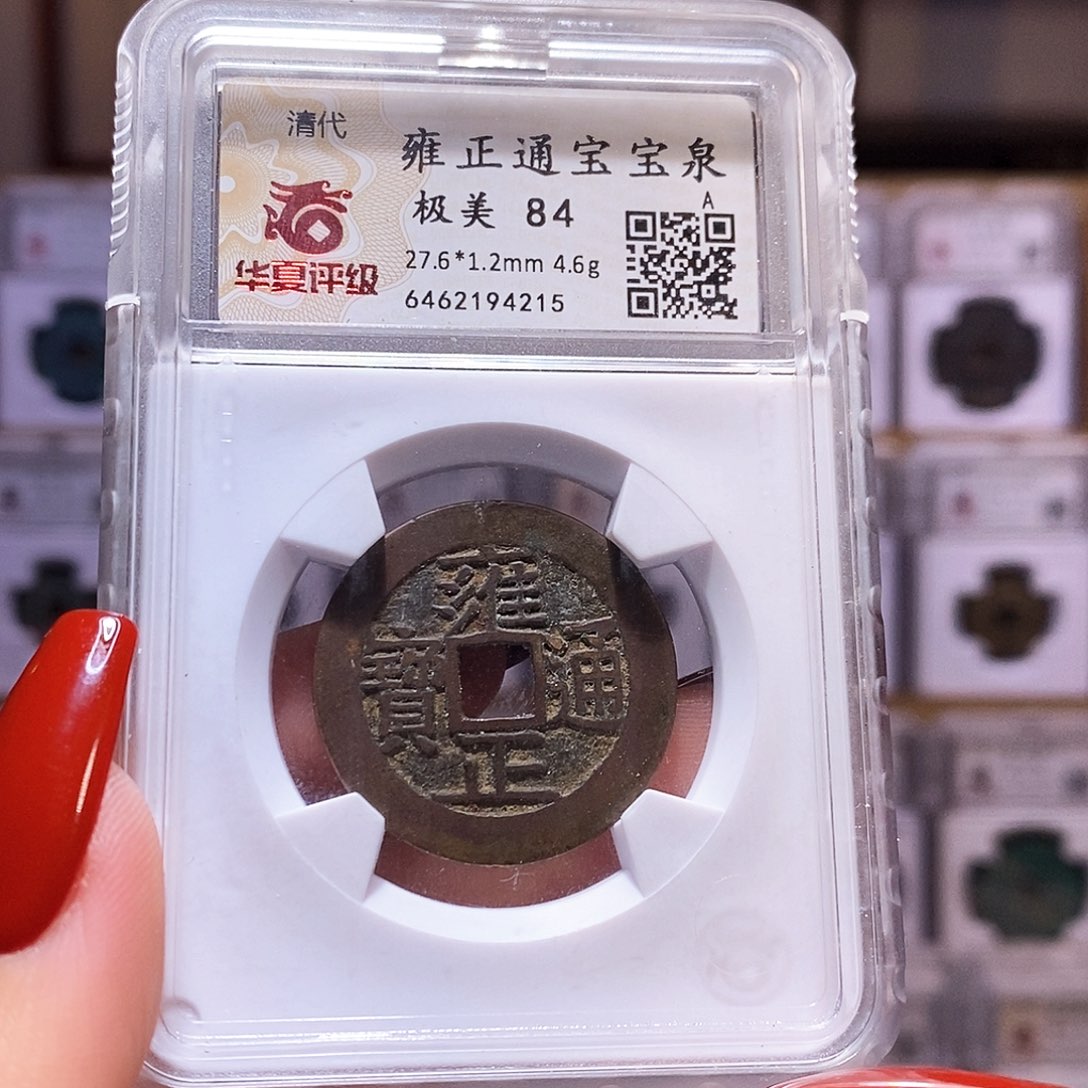 清代
雍正通宝宝泉
极美 84
A
27.6*1.2mm 4.6g
6462194215
华夏评级
雍正通寶